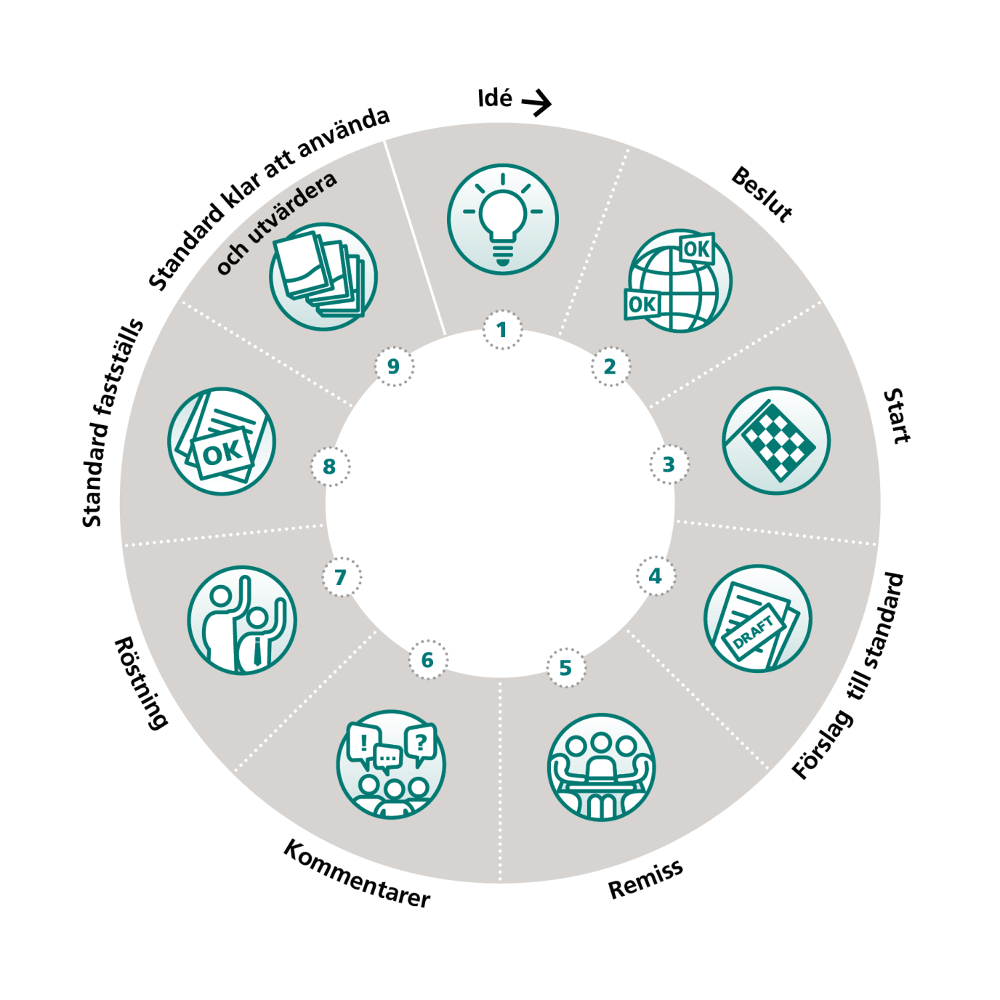 Idé
1
Beslut
OK
OK
2
Start
3
Förslag till standard
DRAFT
4
Remiss
5
Kommentarer
! ... ?
6
Röstning
7
Standard fastställs
OK
8
Standard klar att använda
och utvärdera
9